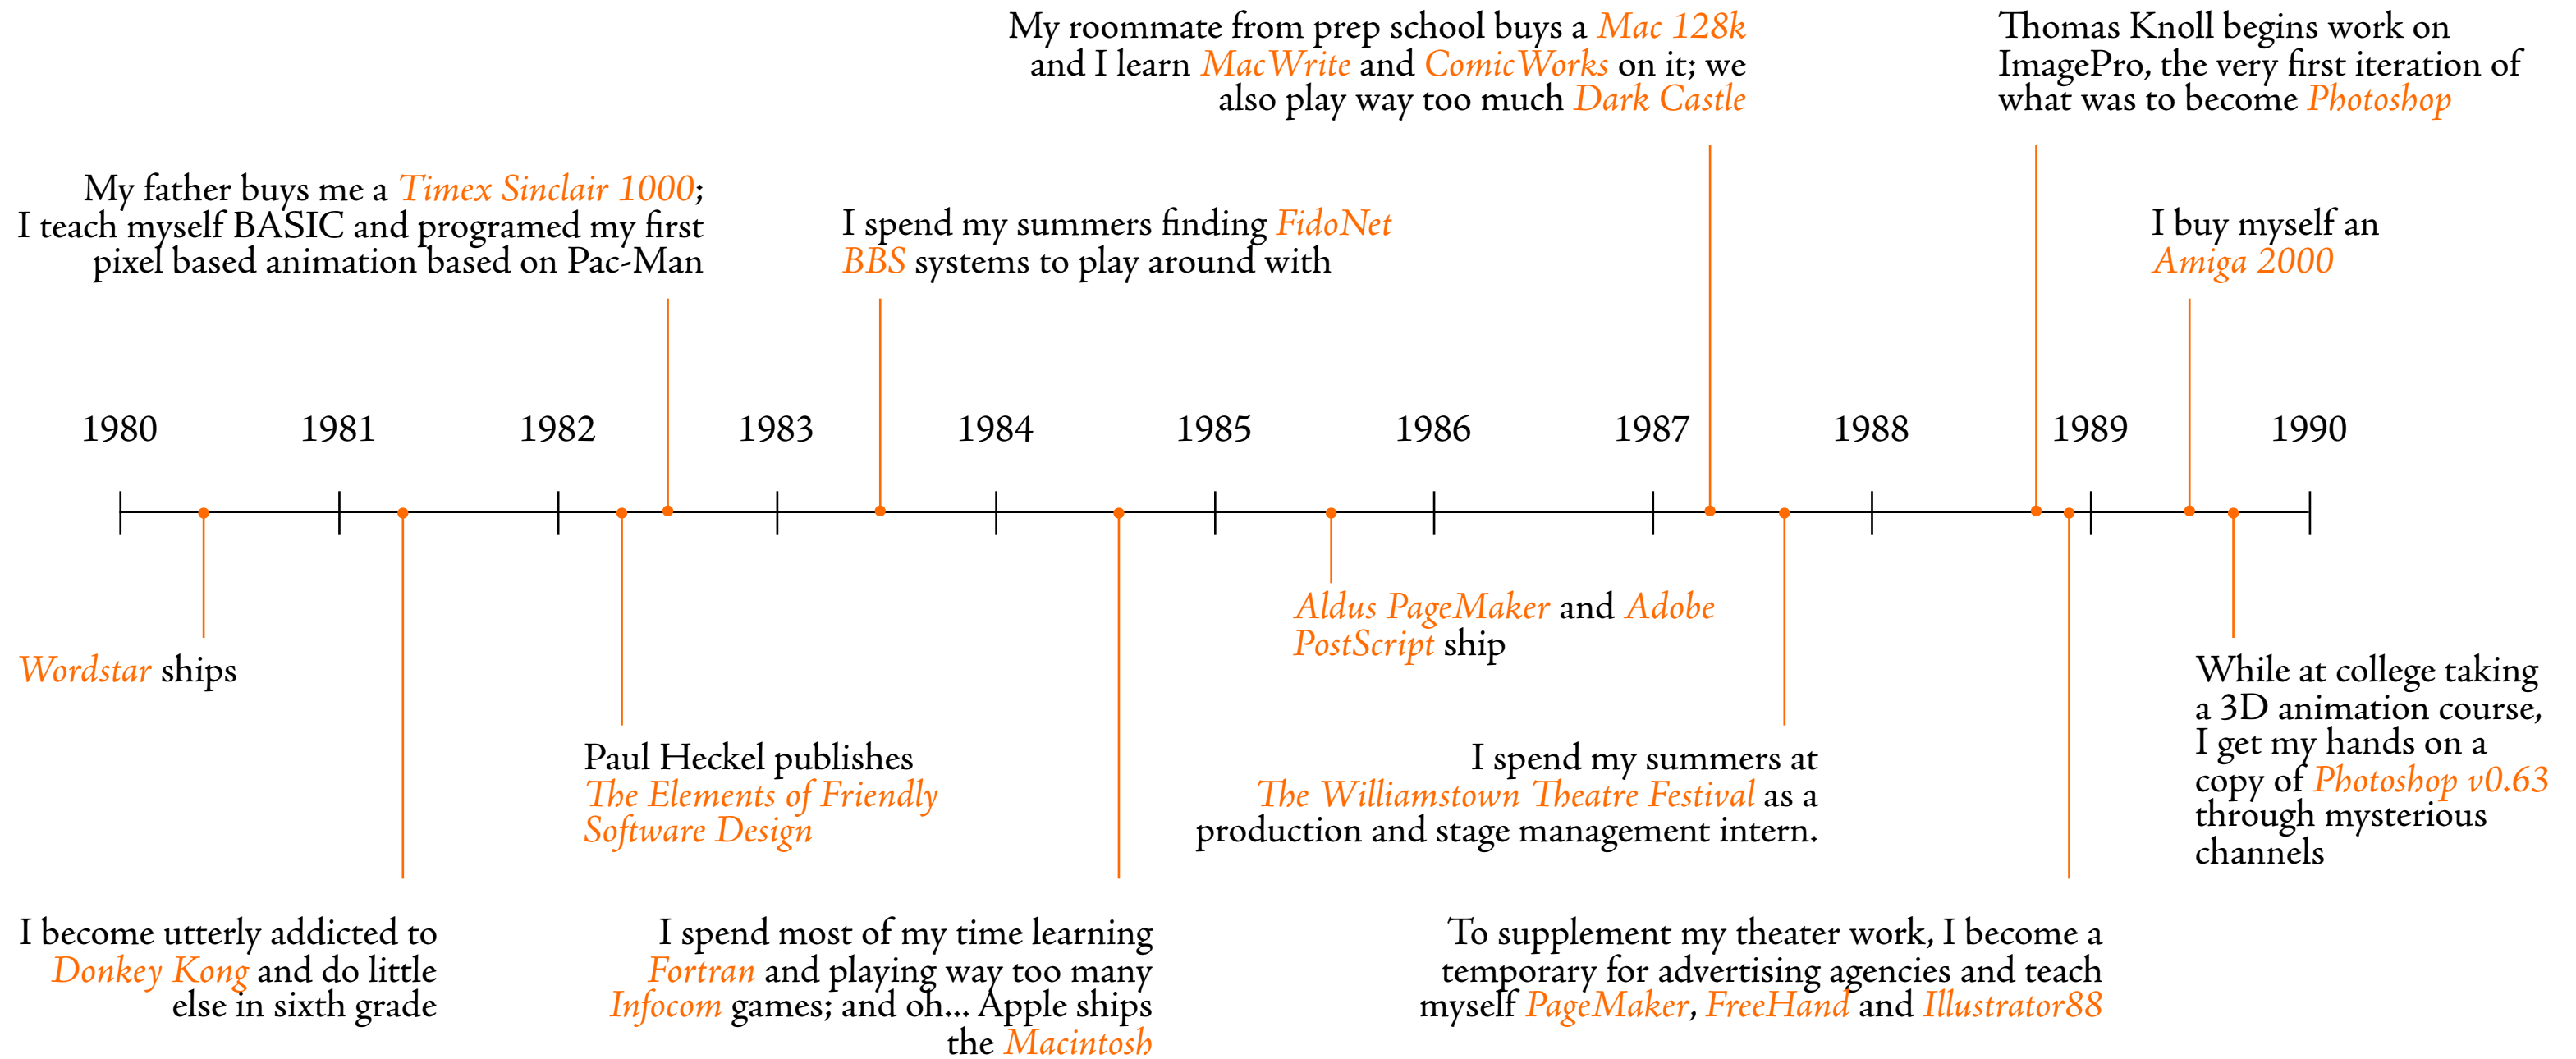 My roommate from prep school buys a Mac 128k
and I learn MacWrite and ComicWorks on it; we
also play way too much Dark Castle
Thomas Knoll begins work on
ImagePro, the very first iteration of
what was to become Photoshop
My father buys me a Timex Sinclair 1000;
I teach myself BASIC and programed my first
pixel based animation based on Pac-Man
I spend my summers finding FidoNet
BBS systems to play around with
I buy myself an
Amiga 2000
1980 1981 1982 1983 1984 1985 1986 1987 1988 1989 1990
Wordstar ships
Aldus PageMaker and Adobe
PostScript ship
While at college taking
a 3D animation course,
I get my hands on a
copy of Photoshop v0.63
through mysterious
channels
Paul Heckel publishes
The Elements of Friendly
Software Design
I spend my summers at
The Williamstown Theatre Festival as a
production and stage management intern.
I become utterly addicted to
Donkey Kong and do little
else in sixth grade
I spend most of my time learning
Fortran and playing way too many
Infocom games; and oh... Apple ships
the Macintosh
To supplement my theater work, I become a
temporary for advertising agencies and teach
myself PageMaker, FreeHand and Illustrator88